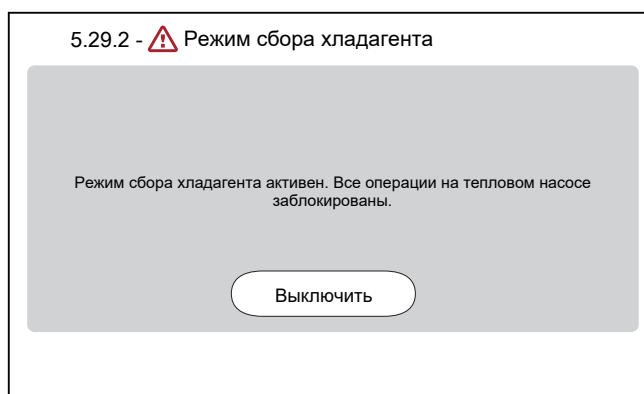 5.29.2 - Режим сбора хладагента
Режим сбора хладагента активен. Все операции на тепловом насосе
заблокированы.
Выключить